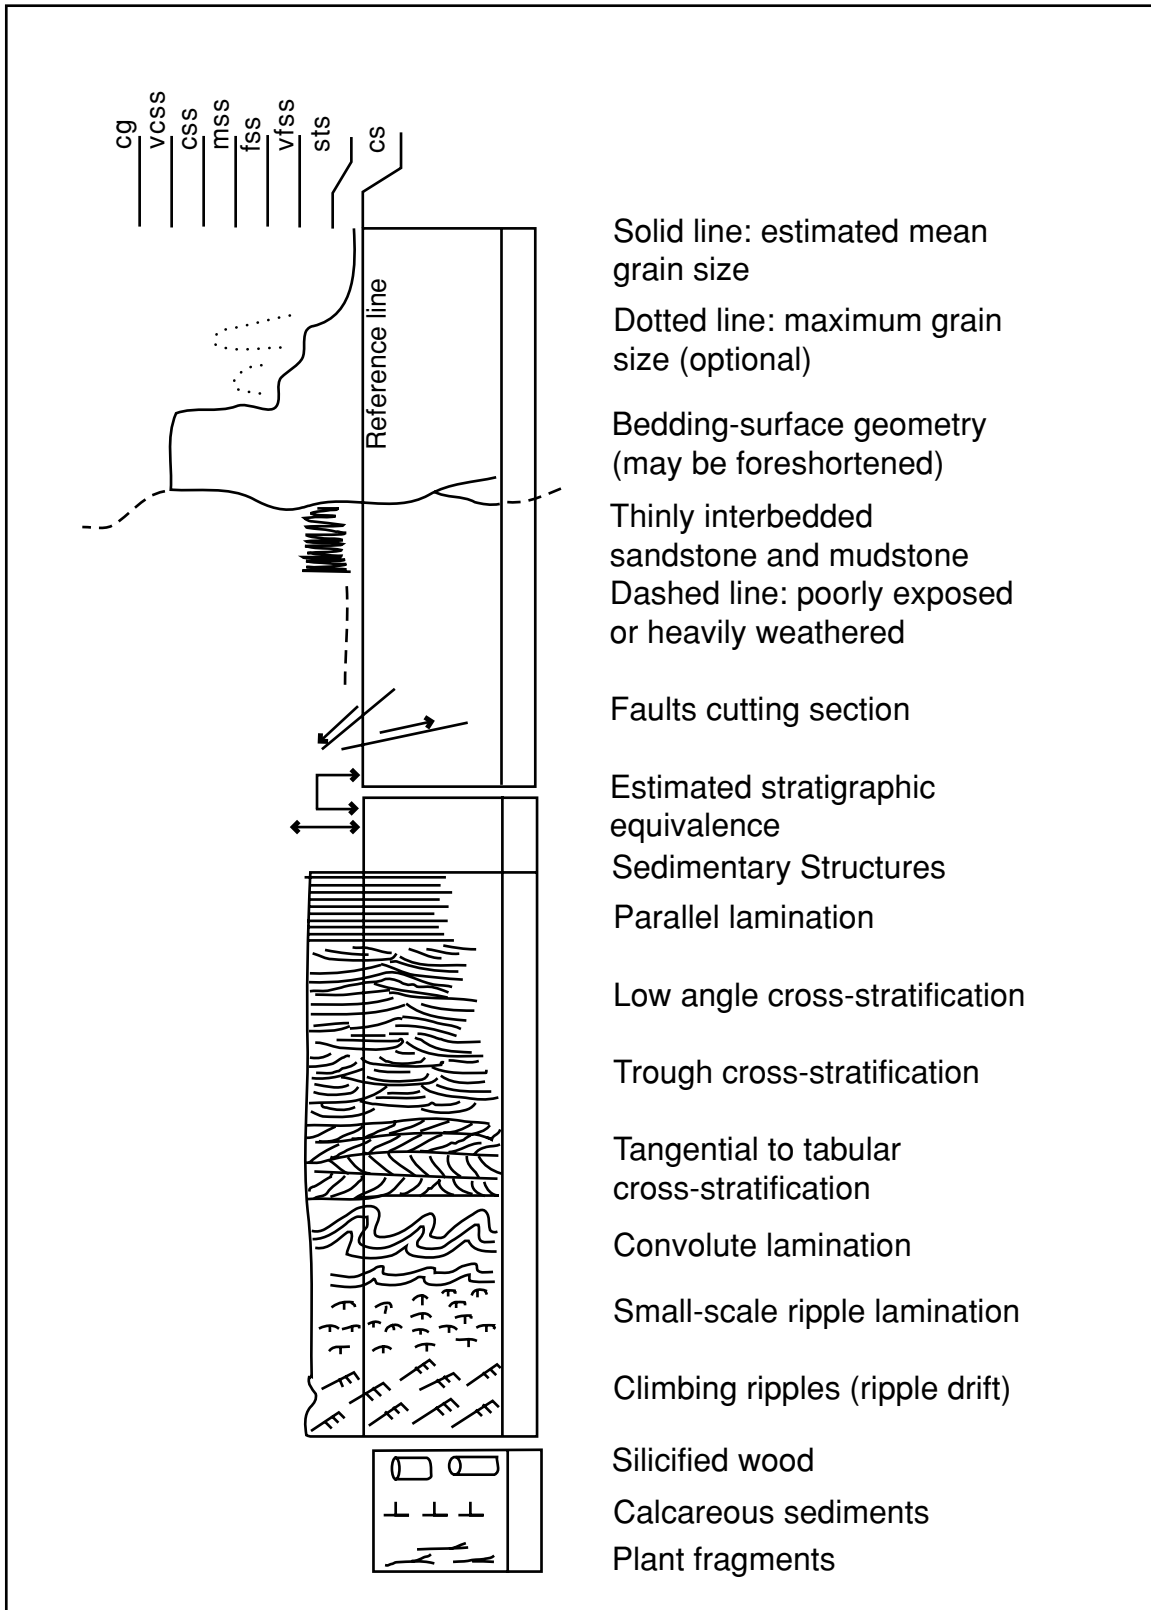 cg
vcss
css
mss
fss
vfss
sts
cs
Reference line
Solid line: estimated mean
grain size
Dotted line: maximum grain
size (optional)
Bedding-surface geometry
(may be foreshortened)
Thinly interbedded
sandstone and mudstone
Dashed line: poorly exposed
or heavily weathered
Faults cutting section
Estimated stratigraphic
equivalence
Sedimentary Structures
Parallel lamination
Low angle cross-stratification
Trough cross-stratification
Tangential to tabular
cross-stratification
Convolute lamination
Small-scale ripple lamination
Climbing ripples (ripple drift)
Silicified wood
Calcareous sediments
Plant fragments